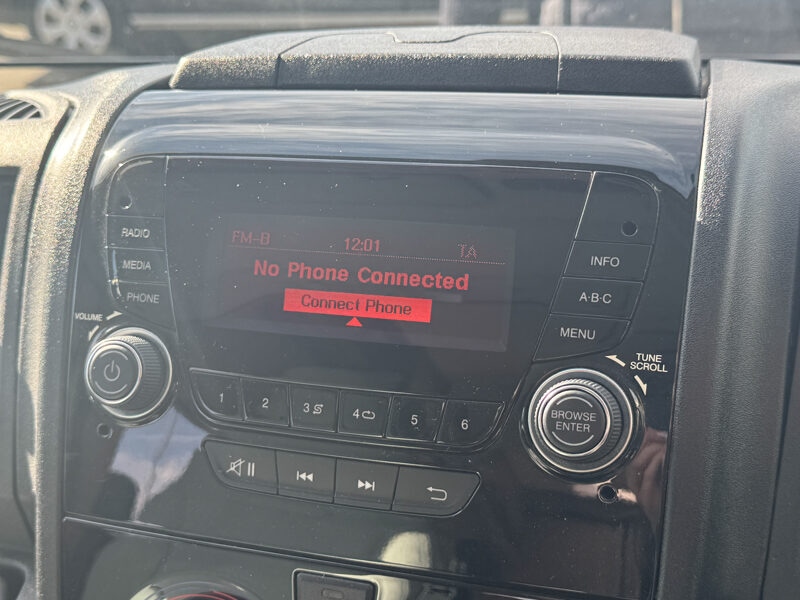 FM-B 12:01 TA
No Phone Connected
Connect Phone
RADIO
MEDIA
PHONE
VOLUME
INFO
A·B·C
MENU
TUNE
SCROLL
BROWSE
ENTER
1 2 3 4 5 6